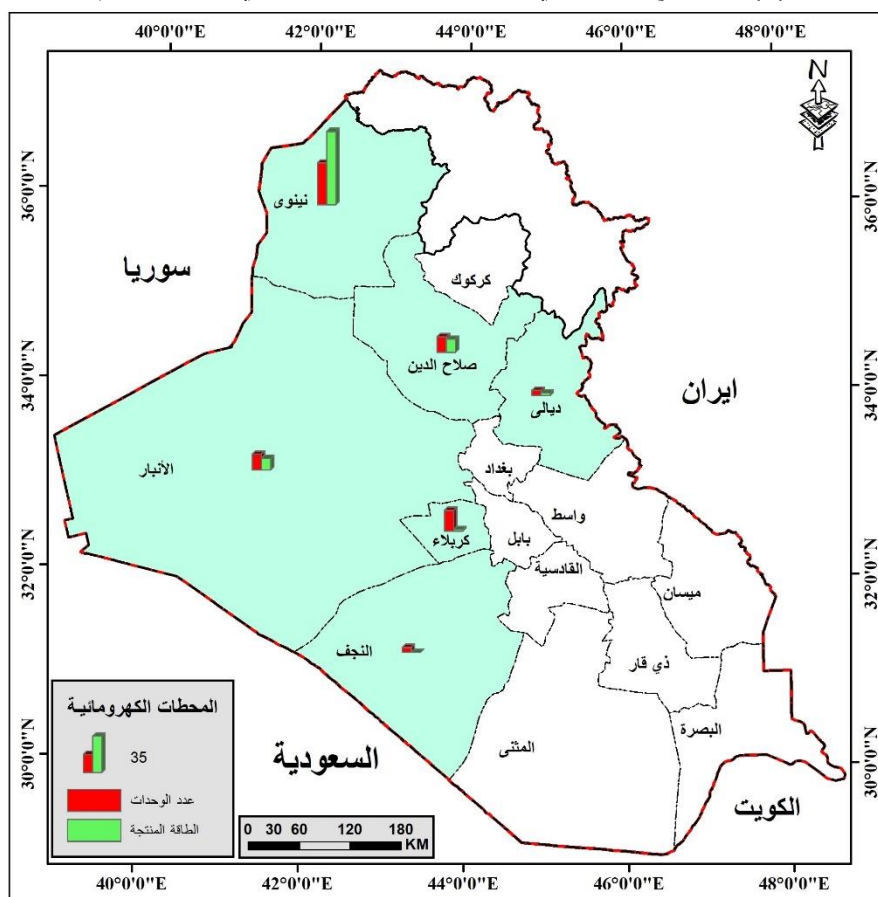 40°0'0"E 42°0'0"E 44°0'0"E 46°0'0"E 48°0'0"E
N
36°0'0"N
36°0'0"N
نينوى
سوريا
كركوك
صلاح الدين
34°0'0"N
34°0'0"N
ايران
ديالى
الأنبار
بغداد
واسط
كربلاء
بابل
32°0'0"N
32°0'0"N
القادسية
ميسان
النجف
ذي قار
المحطات الكهرومائية
35
عدد الوحدات
الطاقة المنتجة
البصرة
المثنى
السعودية
30°0'0"N
30°0'0"N
الكويت
0 30 60 120 180
KM
40°0'0"E 42°0'0"E 44°0'0"E 46°0'0"E 48°0'0"E